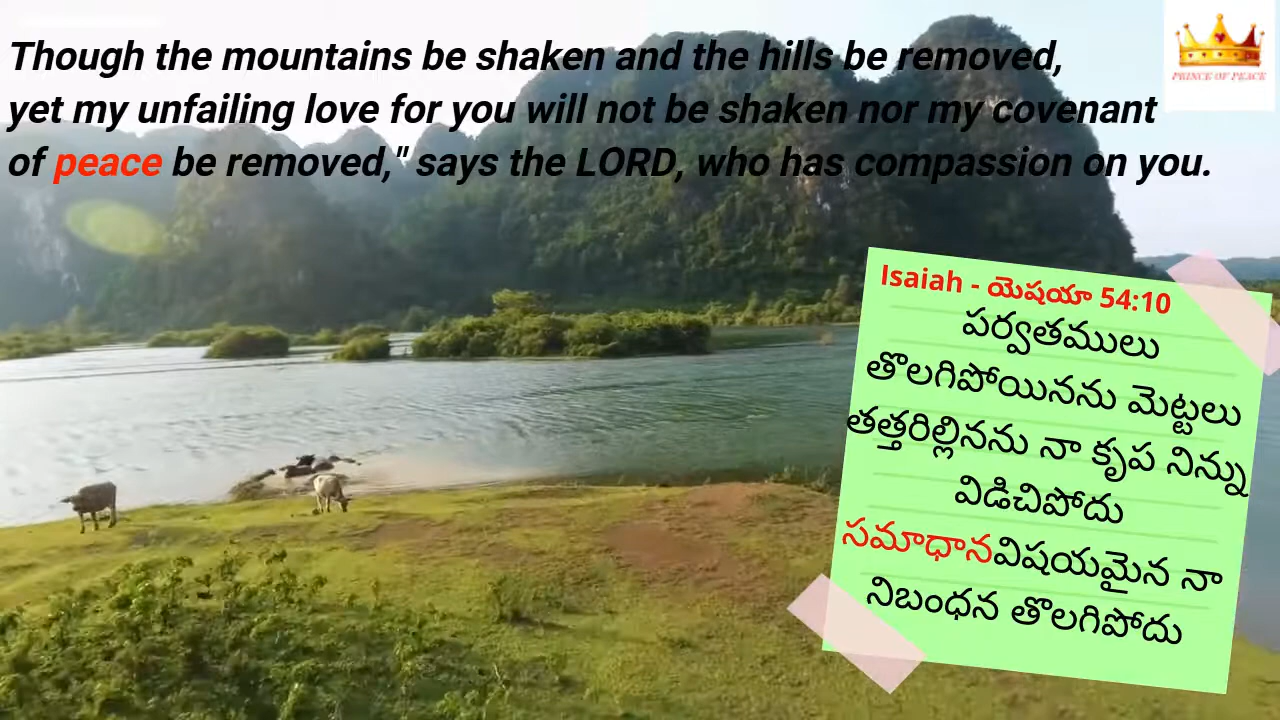 Though the mountains be shaken and the hills be removed,
yet my unfailing love for you will not be shaken nor my covenant
of peace be removed," says the LORD, who has compassion on you.
PRINCE OF PEACE
Isaiah - యెషయా 54:10
పర్వతములు
తొలగిపోయినను మెట్టలు
తత్తరిల్లినను నా కృప నిన్ను
విడిచిపోదు
సమాధానవిషయమైన నా
నిబంధన తొలగిపోదు